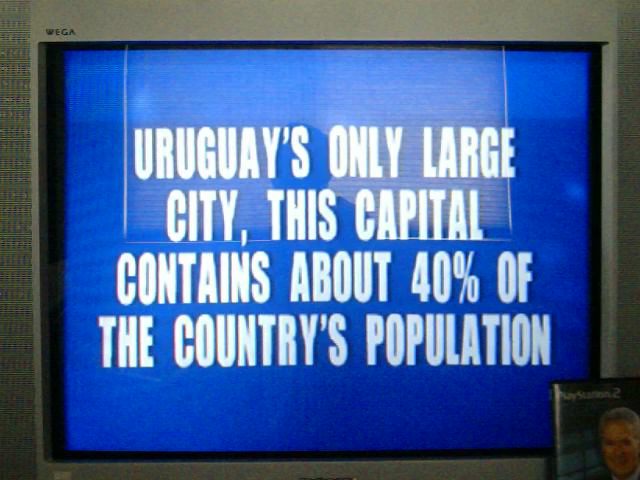 WEGA
URUGUAY'S ONLY LARGE
CITY, THIS CAPITAL
CONTAINS ABOUT 40% OF
THE COUNTRY'S POPULATION
PlayStation 2